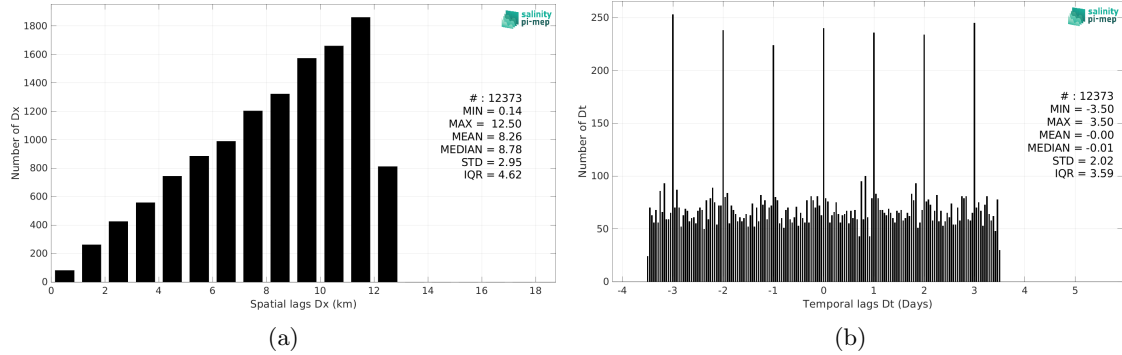 salinity
pi-mep
1800
1600
1400
1200
1000
800
600
400
200
0
Number of Dx
# : 12373
MIN = 0.14
MAX = 12.50
MEAN = 8.26
MEDIAN = 8.78
STD = 2.95
IQR = 4.62
0 2 4 6 8 10 12 14 16 18
Spatial lags Dx (km)
(a)
salinity
pi-mep
250
200
150
100
50
0
Number of Dt
# : 12373
MIN = -3.50
MAX = 3.50
MEAN = -0.00
MEDIAN = -0.01
STD = 2.02
IQR = 3.59
-4 -3 -2 -1 0 1 2 3 4 5
Temporal lags Dt (Days)
(b)